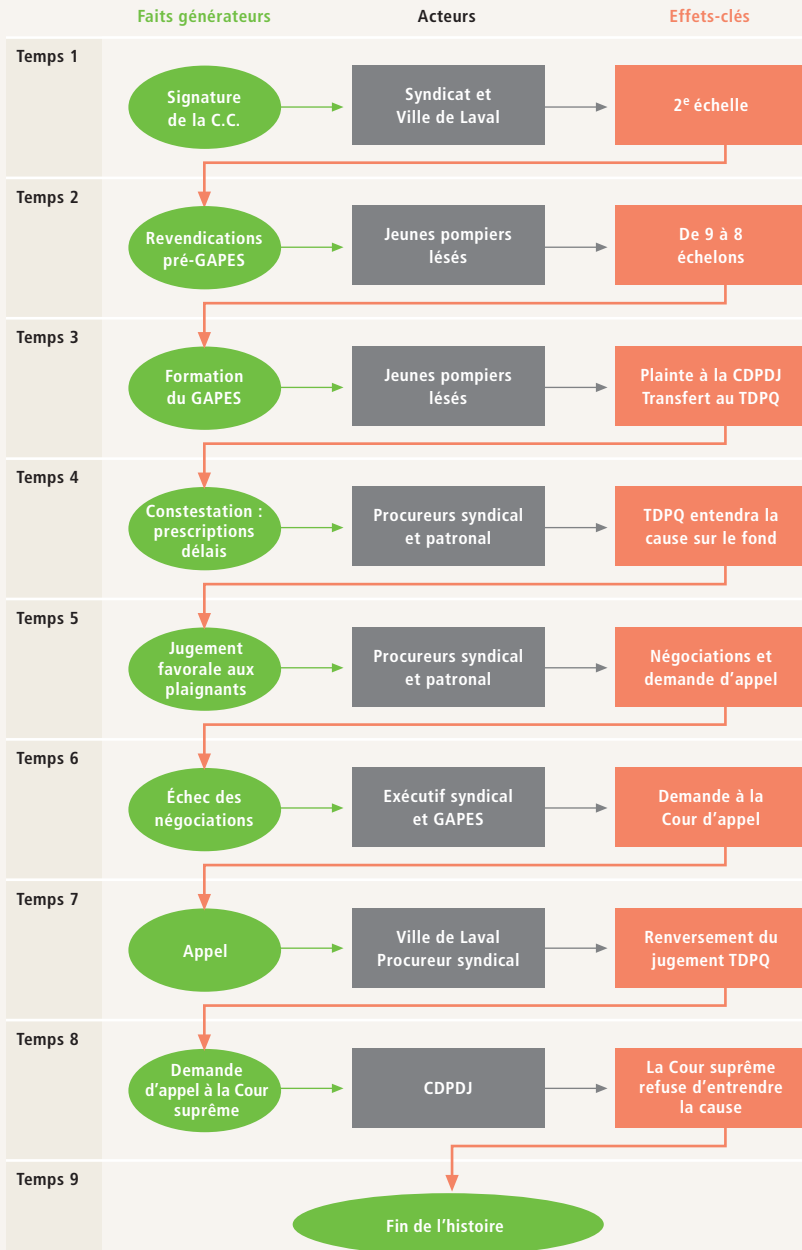 Faits générateurs
Acteurs
Effets-clés
Temps 1
Signature
de la C.C.
Syndicat et
Ville de Laval
2e échelle
Temps 2
Revendications
pré-GAPES
Jeunes pompiers
lésés
De 9 à 8
échelons
Temps 3
Formation
du GAPES
Jeunes pompiers
lésés
Plainte à la CDPDJ
Transfert au TDPQ
Temps 4
Constestation :
prescriptions
délais
Procureurs syndical
et patronal
TDPQ entendra la
cause sur le fond
Temps 5
Jugement
favorale aux
plaignants
Procureurs syndical
et patronal
Négociations et
demande d'appel
Temps 6
Échec des
négociations
Exécutif syndical
et GAPES
Demande à la
Cour d'appel
Temps 7
Appel
Ville de Laval
Procureur syndical
Renversement du
jugement TDPQ
Temps 8
Demande
d'appel à la Cour
suprême
CDPDJ
La Cour suprême
refuse d'entrendre
la cause
Temps 9
Fin de l'histoire